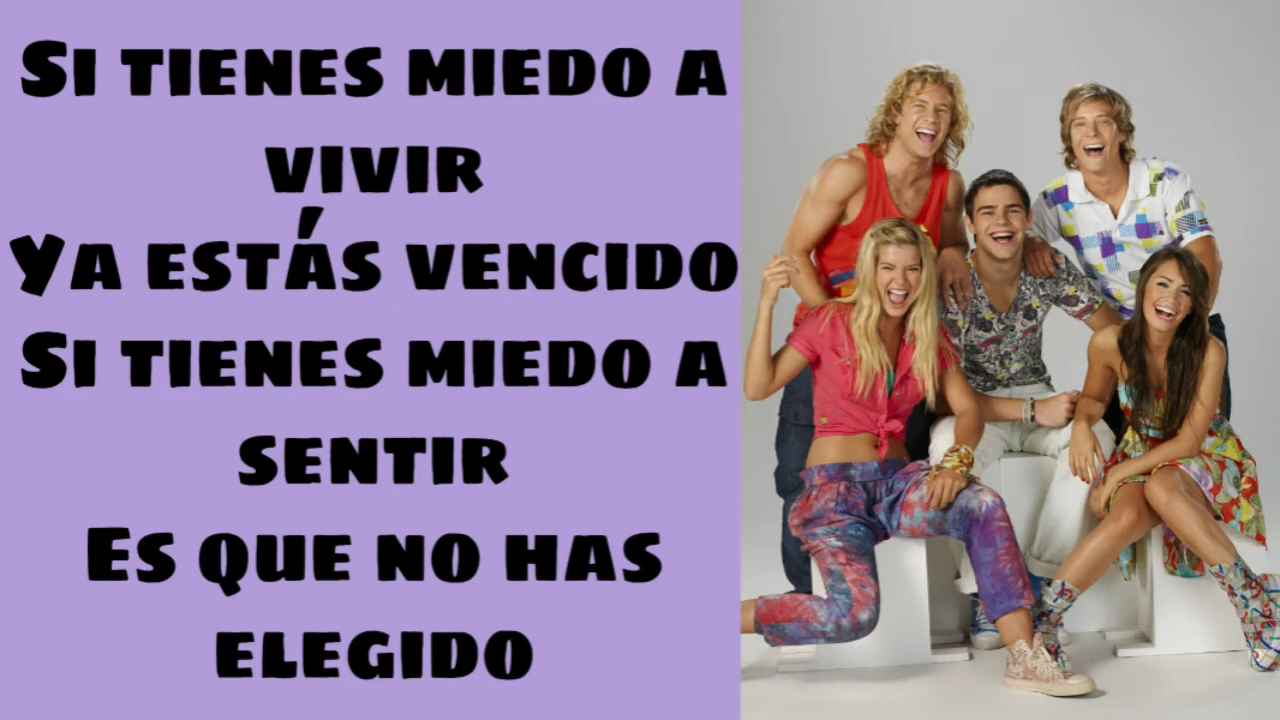 Si tienes miedo a
vivir
Ya estás vencido
Si tienes miedo a
sentir
Es que no has
elegido